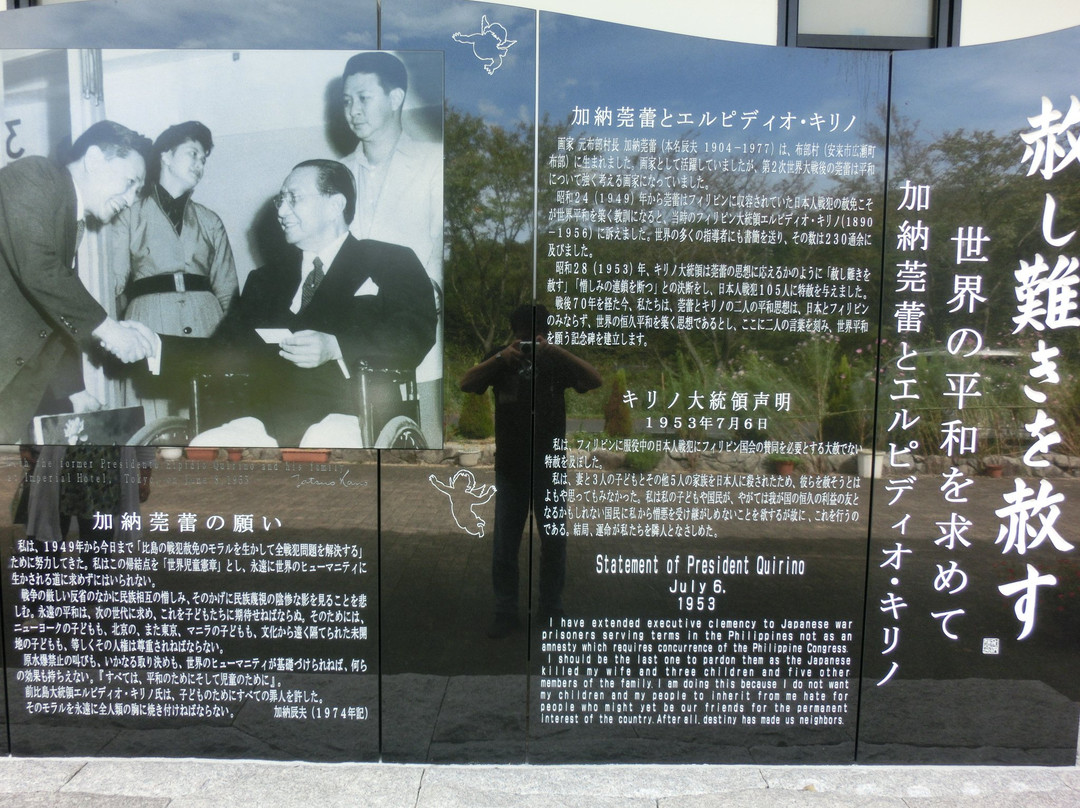 赦し難きを赦す
世界の平和を求めて
加納莞蕾とエルピディオ・キリノ
加納莞蕾とエルピディオ・キリノ
画家 元布部村長 加納莞蕾(本名辰夫 1904-1977)は、布部村(安来市広瀬町
布部)に生まれました。画家として活躍していましたが、第2次世界大戦後の莞蕾は平和
について強く考える画家になっていました。
昭和24(1949)年から莞蕾はフィリピンに収容されていた日本人戦犯の赦免こそ
が世界平和を築く教訓になると、当時のフィリピン大統領エルピディオ・キリノ(1890
-1956)に訴えました。世界の多くの指導者にも書簡を送り、その数は230通余に
及びました。
昭和28(1953)年、キリノ大統領は莞蕾の思想に応えるかのように「赦し難きを
赦す」「憎しみの連鎖を断つ」との決断をし、日本人戦犯105人に特赦を与えました。
戦後70年を経た今、私たちは、莞蕾とキリノの二人の平和思想は、日本とフィリピン
のみならず、世界の恒久平和を築く思想であるとし、ここに二人の言葉を刻み、世界平和
を願う記念碑を建立します。
キリノ大統領声明
1953年7月6日
私は、フィリピンに服役中の日本人戦犯にフィリピン国会の賛同を必要とする大赦でない
特赦を及ぼした。
私は、妻と3人の子どもとその他5人の家族を日本人に殺されたため、彼らを赦そうとは
よもや思ってもみなかった。私は私の子どもや国民が、やがては我が国の恒久の利益の友と
なるかもしれない国民に私から憎悪を受け継がしめないことを欲するが故に、これを行うの
である。結局、運命が私たちを隣人となさしめた。
Statement of President Quirino
July 6.
1953
I have extended executive clemency to Japanese war
prisoners serving terms in the Philippines not as an
amnesty which requires concurrence of the Philippine Congress.
I should be the last one to pardon them as the Japanese
killed my wife and three children and five other
members of the family. I am doing this because I do not want
my children and my people to inherit from me hate for
people who might yet be our friends for the permanent
interest of the country. After all, destiny has made us neighbors.
the former President Elpidio Quirino and his family
at Imperial Hotel, Tokyo
Tatsuo Kano
加納莞蕾の願い
私は、1949年から今日まで「比島の戦犯赦免のモラルを生かして全戦犯問題を解決する」
ために努力してきた。私はこの帰結点を「世界児童憲章」とし、永遠に世界のヒューマニティに
生かされる道に求めずにはいられない。
戦争の厳しい反省のなかに民族相互の憎しみ、そのかげに民族蔑視の陰惨な影を見ることを悲
しむ。永遠の平和は、次の世代に求め、これを子どもたちに期待せねばならぬ。そのためには、
ニューヨークの子どもも、北京の、また東京、マニラの子どもも、文化から遠く隔てられた未開
地の子どもも、等しくその人権は尊重されねばならない。
原水爆禁止の叫びも、いかなる取り決めも、世界のヒューマニティが基礎づけられねば、何ら
の効果も持ちえない。『すべては、平和のためにそして児童のために』。
前比島大統領エルピディオ・キリノ氏は、子どものためにすべての罪人を許した。
そのモラルを永遠に全人類の胸に焼き付けねばならない。 加納辰夫(1974年記)